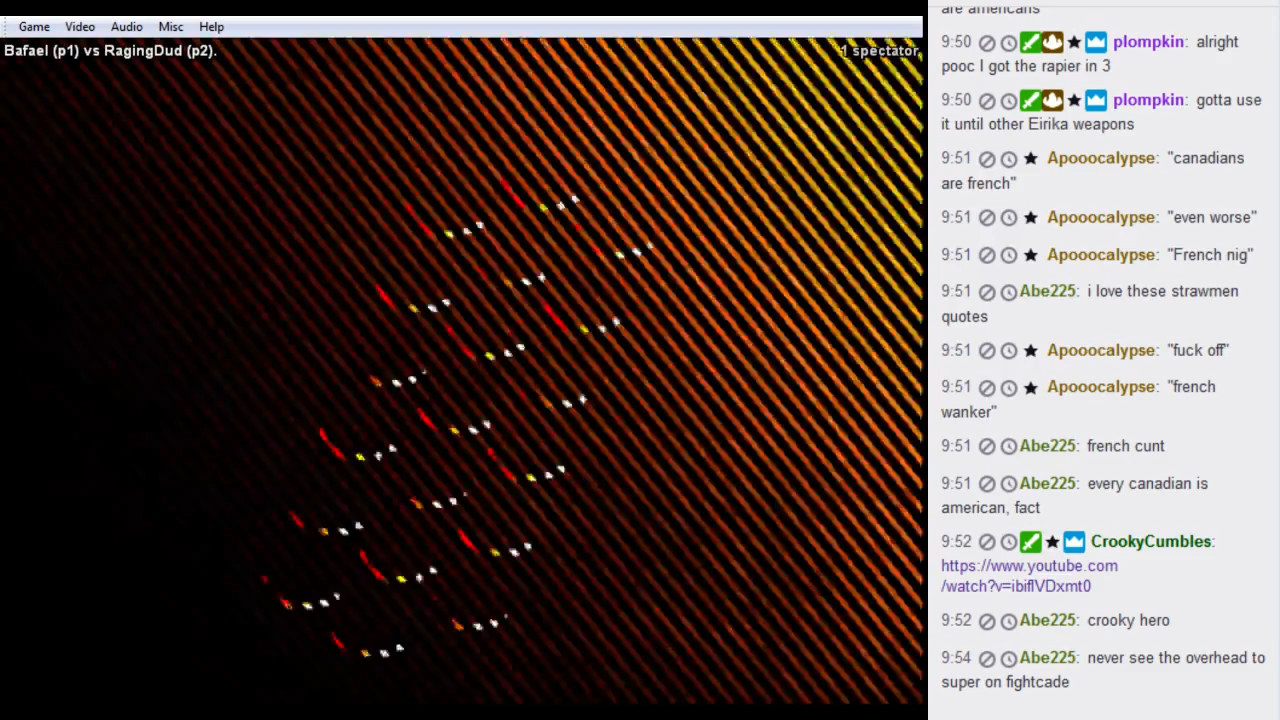 Game Video Audio Misc Help
Bafael (p1) vs RagingDud (p2).
1 spectator
are americans
9:50 plompkin: alright
pooc I got the rapier in 3
9:50 plompkin: gotta use
it until other Eirika weapons
9:51 Apooocalypse: "canadians
are french"
9:51 Apooocalypse: "even worse"
9:51 Apooocalypse: "French nig"
9:51 Abe225: i love these strawmen
quotes
9:51 Apooocalypse: "fuck off"
9:51 Apooocalypse: "french
wanker"
9:51 Abe225: french cunt
9:51 Abe225: every canadian is
american, fact
9:52 CrookyCumbles:
https://www.youtube.com
/watch?v=ibiflVDxmt0
9:52 Abe225: crooky hero
9:54 Abe225: never see the overhead to
super on fightcade